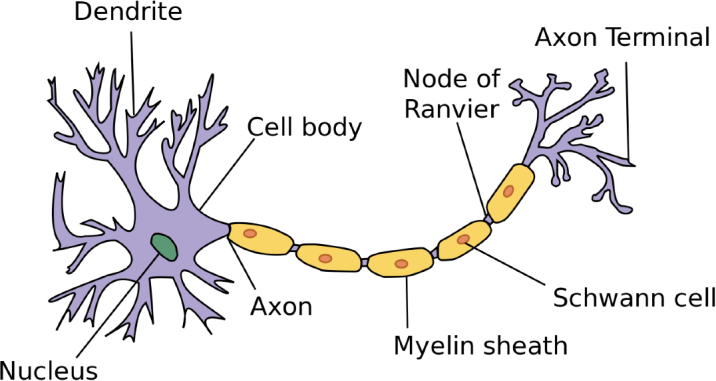 Dendrite
Axon Terminal
Node of
Ranvier
Cell body
Axon
Schwann cell
Myelin sheath
Nucleus